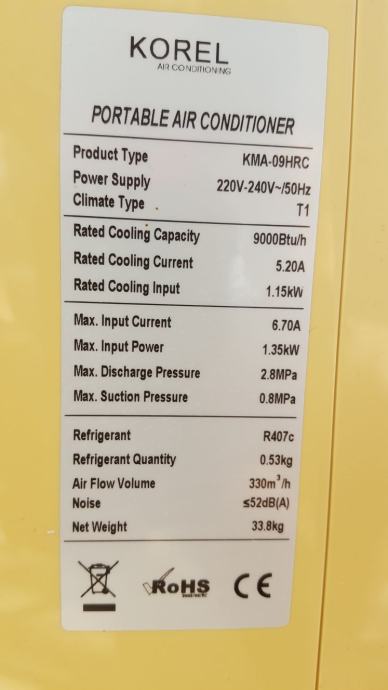 KOREL
AIR CONDITIONING
PORTABLE AIR CONDITIONER
Product Type KMA-09HRC
Power Supply 220V-240V~/50Hz
Climate Type T1
Rated Cooling Capacity 9000Btu/h
Rated Cooling Current 5.20A
Rated Cooling Input 1.15kW
Max. Input Current 6.70A
Max. Input Power 1.35kW
Max. Discharge Pressure 2.8MPa
Max. Suction Pressure 0.8MPa
Refrigerant R407c
Refrigerant Quantity 0.53kg
Air Flow Volume 330m³/h
Noise ≤52dB(A)
Net Weight 33.8kg
RoHS CE